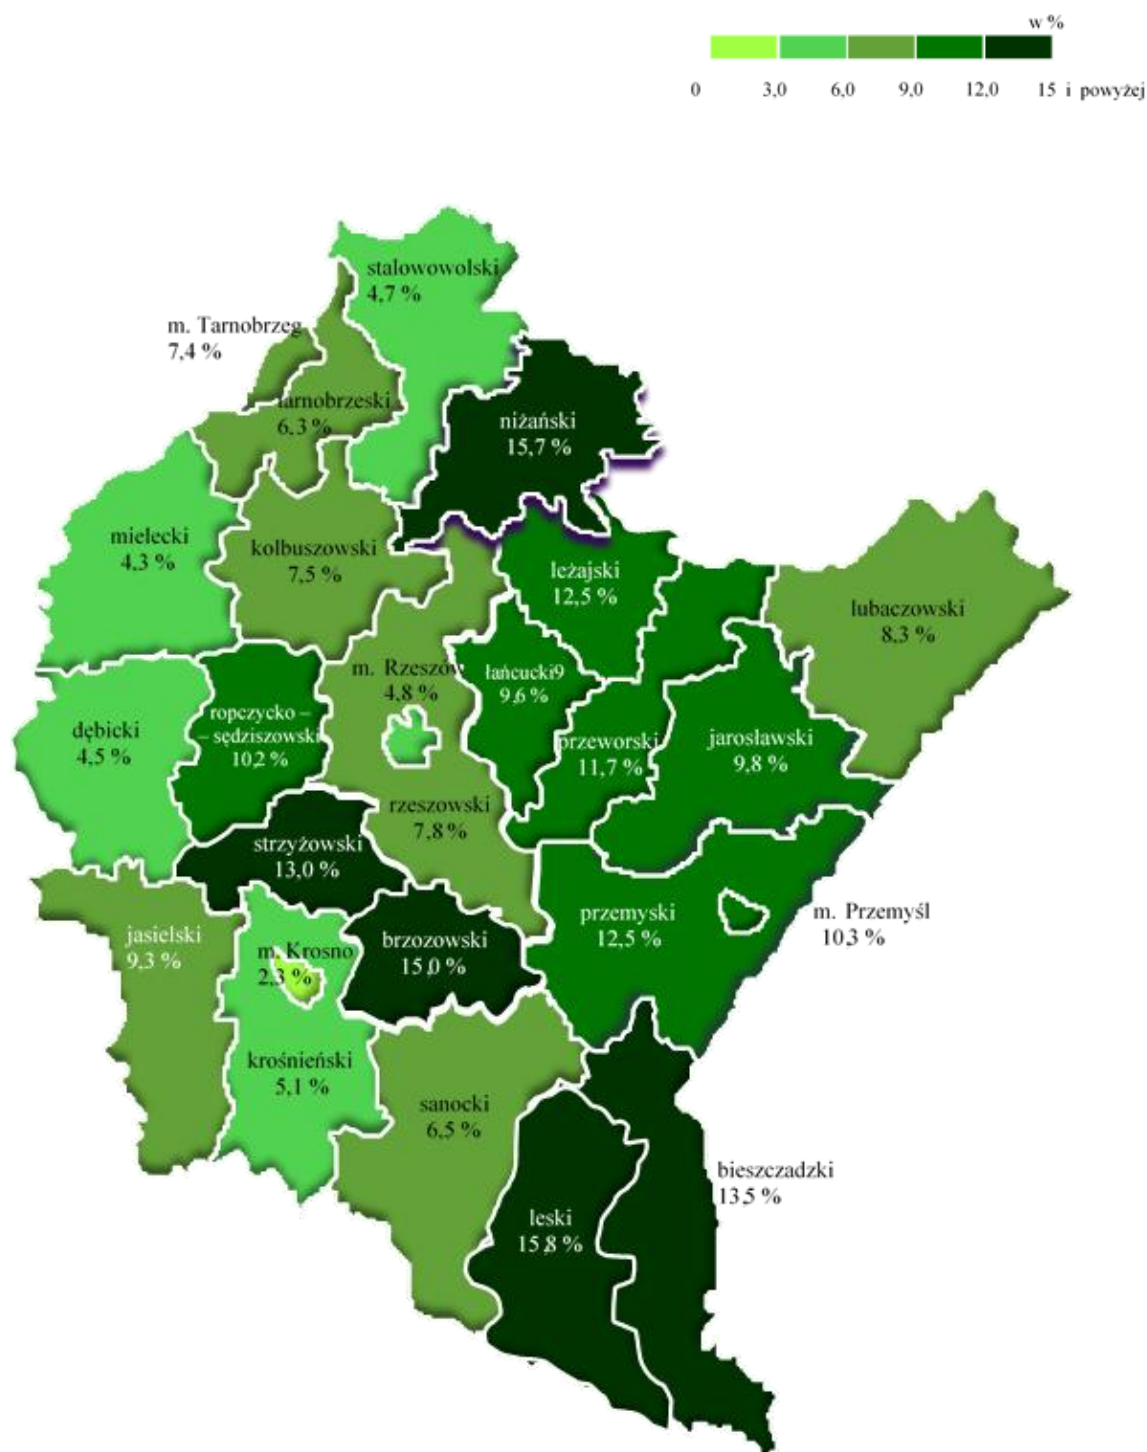 w %
0 3,0 6,0 9,0 12,0 15 i powyżej
stalowowolski
4,7 %
m. Tarnobrzeg
7,4 %
tarnobrzeski
6,3 %
niżański
15,7 %
mielecki
4,3 %
kolbuszowski
7,5 %
leżajski
12,5 %
lubaczowski
8,3 %
m. Rzeszów
4,8 %
łańcucki9
9,6 %
ropczycko –
– sędziszowski
10,2 %
dębicki
4,5 %
przeworski
11,7 %
jarosławski
9,8 %
rzeszowski
7,8 %
strzyżowski
13,0 %
przemyski
12,5 %
m. Przemyśl
10,3 %
jasielski
9,3 %
m. Krosno
2,3 %
brzozowski
15,0 %
krośnieński
5,1 %
sanocki
6,5 %
bieszczadzki
13,5 %
leski
15,8 %